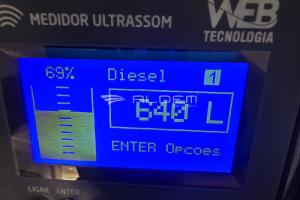 MEDIDOR ULTRASSOM
WEB
TECNOLOGIA
69%
Diesel
1
640 L
ENTER Opcoes
LIGAR ENTER